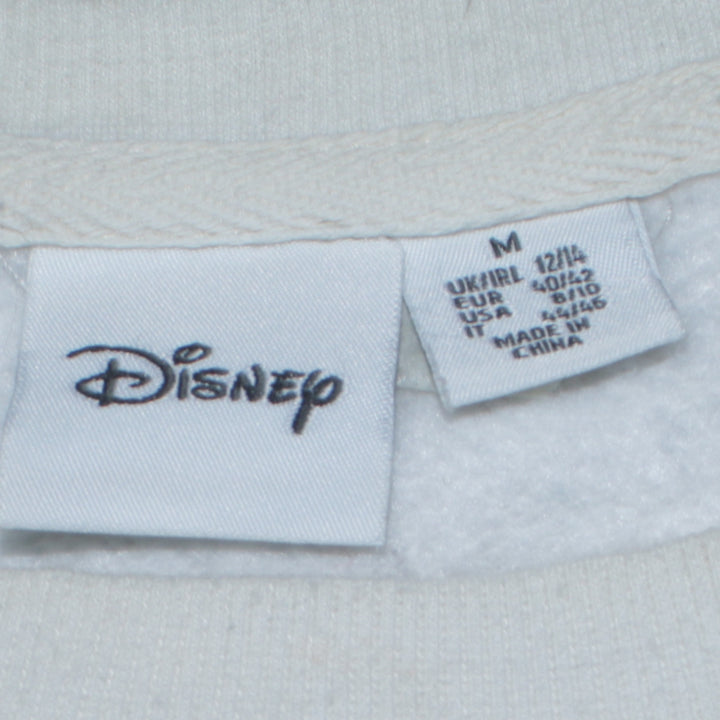 Disney
M
UK/IRL 12/14
EUR 40/42
USA 8/10
IT 44/46
MADE IN
CHINA